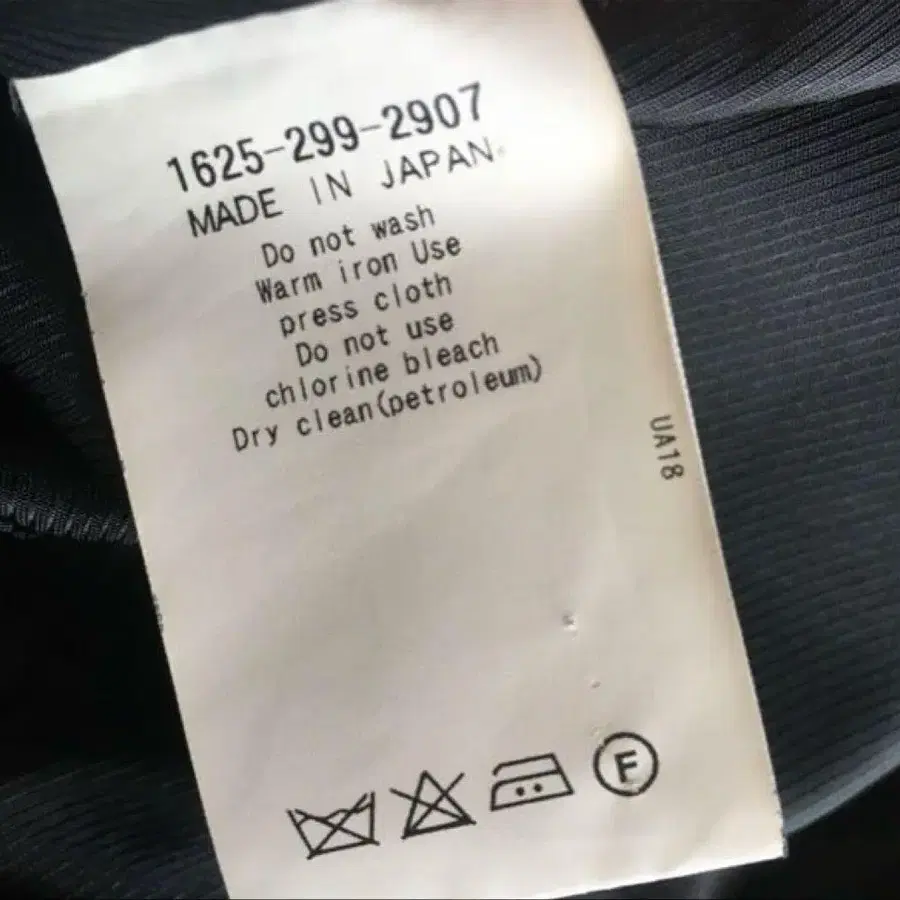 1625-299-2907
MADE IN JAPAN
Do not wash
Warm iron Use
press cloth
Do not use
chlorine bleach
Dry clean(petroleum)
UA18
F